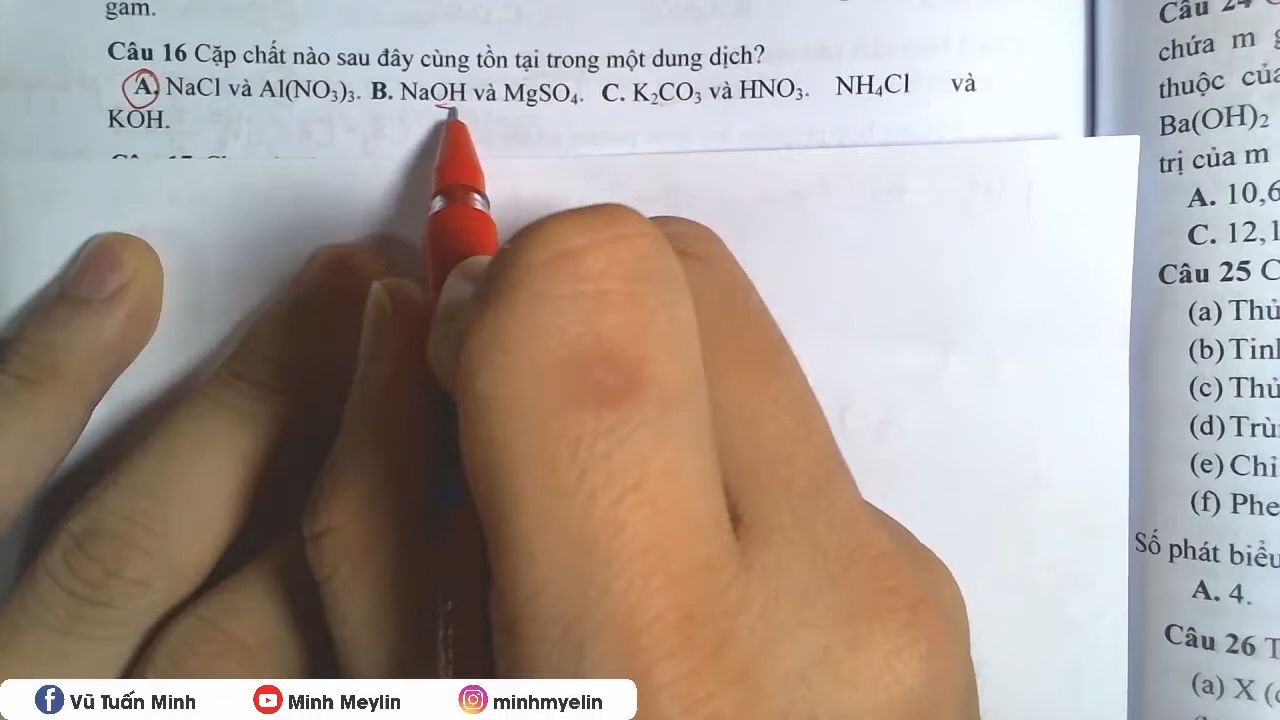 gam.
Câu 16 Cặp chất nào sau đây cùng tồn tại trong một dung dịch?
A. NaCl và Al(NO₃)₃. B. NaOH và MgSO₄. C. K₂CO₃ và HNO₃. NH₄Cl và
KOH.
Câu 24
chứa m
thuộc của
Ba(OH)₂
trị của m
A. 10,6
C. 12,1
Câu 25 C
(a) Thủ
(b) Tinh
(c) Thủ
(d) Trù
(e) Chỉ
(f) Phe
Số phát biểu
A. 4.
Câu 26 T
(a) X (
Vũ Tuấn Minh
Minh Meylin
minhmyelin